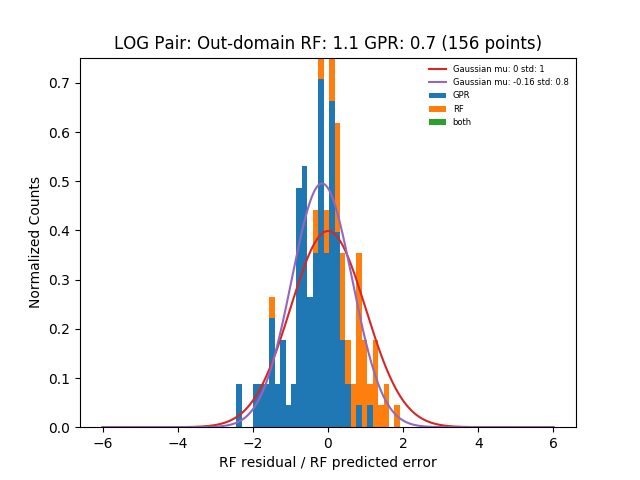 LOG Pair: Out-domain RF: 1.1 GPR: 0.7 (156 points)
Gaussian mu: 0 std: 1
Gaussian mu: -0.16 std: 0.8
GPR
RF
both
Normalized Counts
0.7
0.6
0.5
0.4
0.3
0.2
0.1
0.0
−6 −4 −2 0 2 4 6
RF residual / RF predicted error